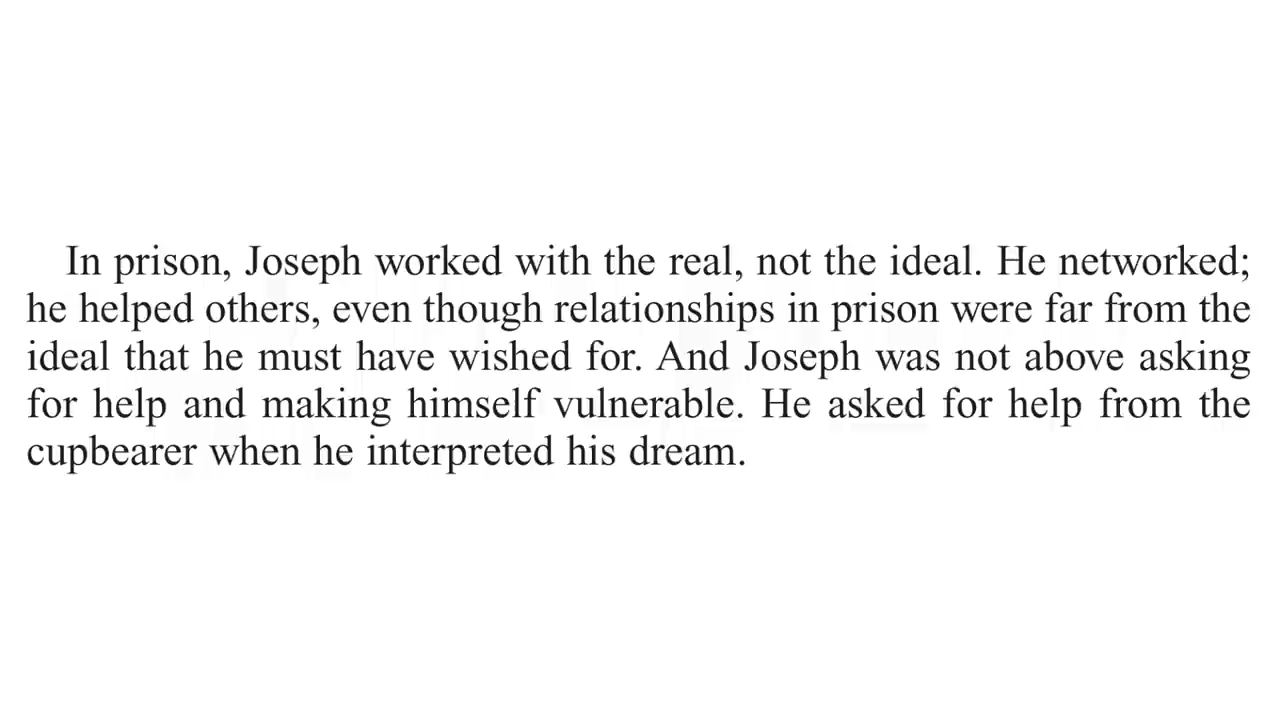 In prison, Joseph worked with the real, not the ideal. He networked;
he helped others, even though relationships in prison were far from the
ideal that he must have wished for. And Joseph was not above asking
for help and making himself vulnerable. He asked for help from the
cupbearer when he interpreted his dream.